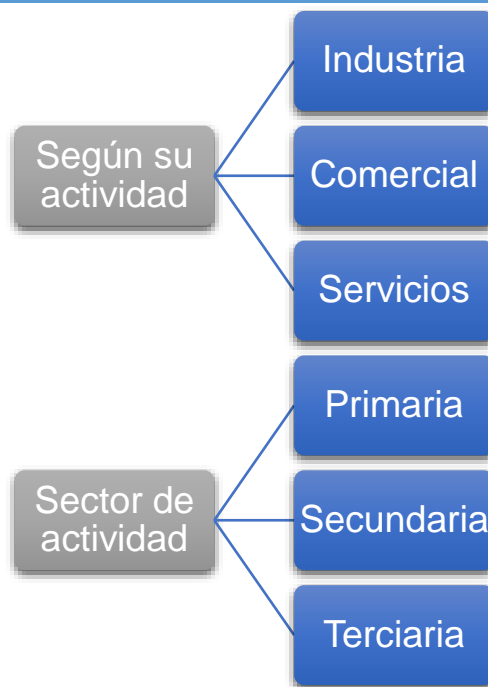 Según su
actividad
Industria
Comercial
Servicios
Sector de
actividad
Primaria
Secundaria
Terciaria